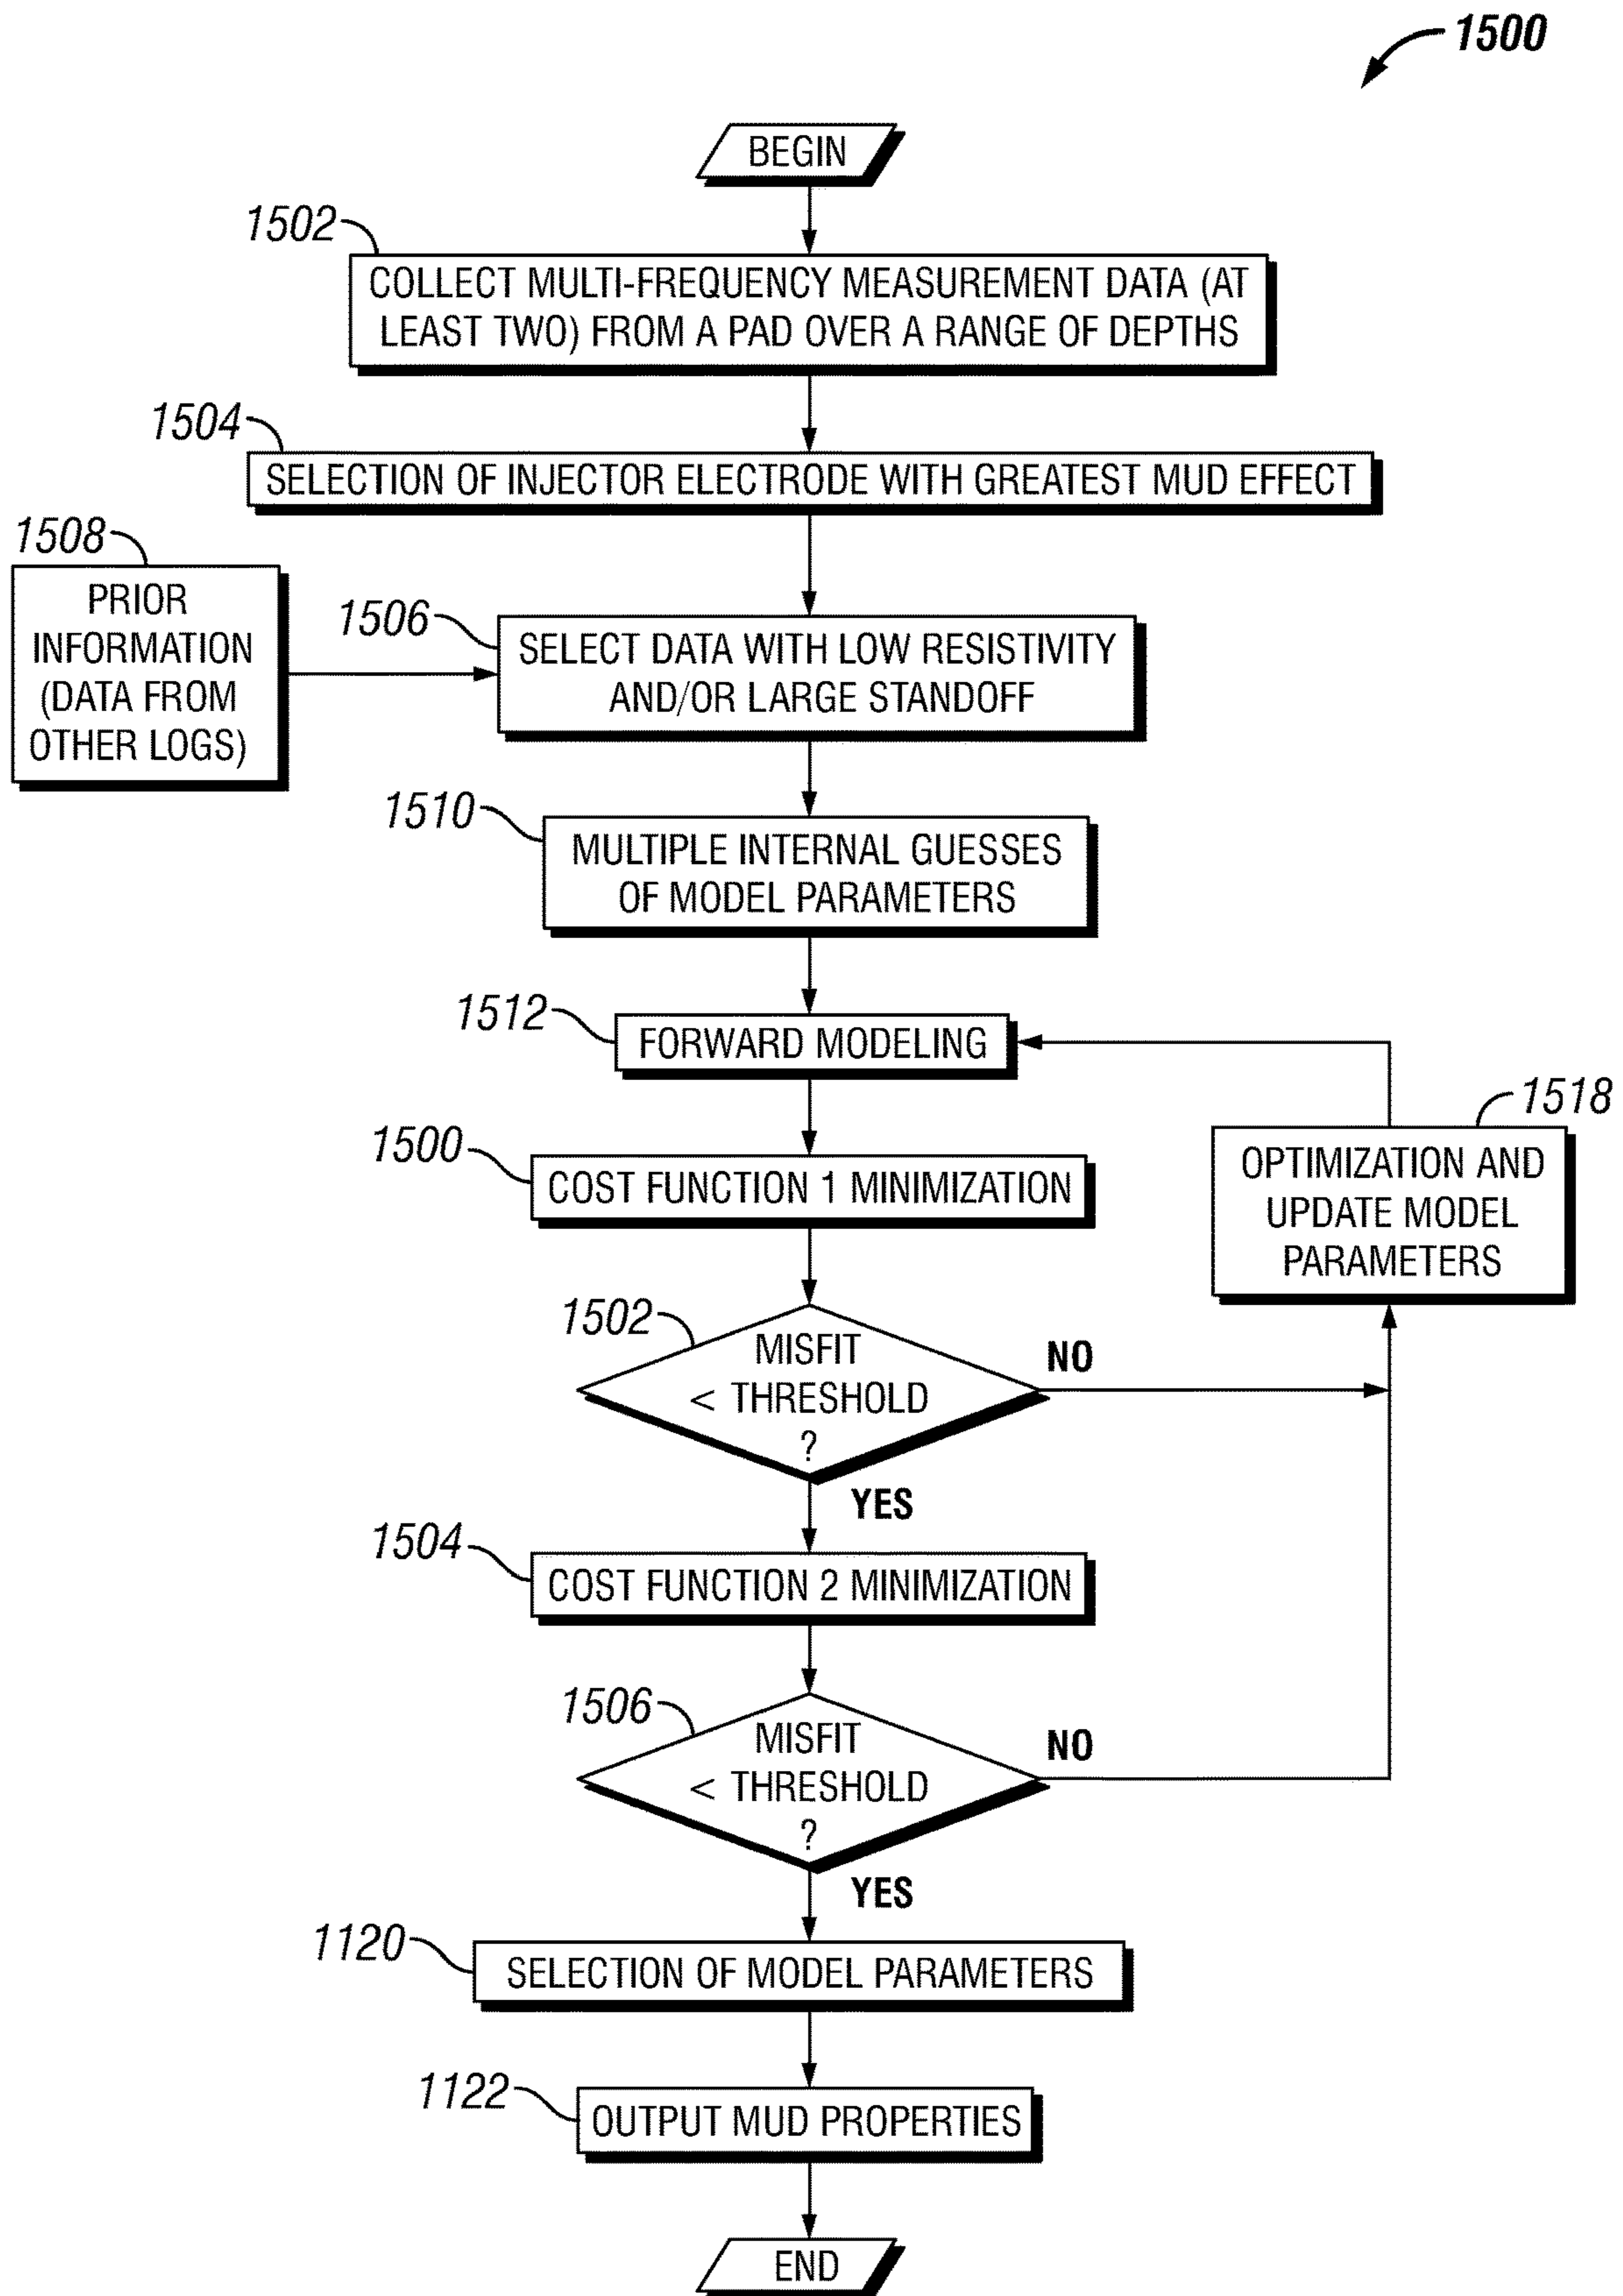 1500
BEGIN
1502
COLLECT MULTI-FREQUENCY MEASUREMENT DATA (AT
LEAST TWO) FROM A PAD OVER A RANGE OF DEPTHS
1504
SELECTION OF INJECTOR ELECTRODE WITH GREATEST MUD EFFECT
1508
PRIOR
INFORMATION
(DATA FROM
OTHER LOGS)
1506
SELECT DATA WITH LOW RESISTIVITY
AND/OR LARGE STANDOFF
1510
MULTIPLE INTERNAL GUESSES
OF MODEL PARAMETERS
1512
FORWARD MODELING
1518
OPTIMIZATION AND
UPDATE MODEL
PARAMETERS
1500
COST FUNCTION 1 MINIMIZATION
1502
MISFIT
< THRESHOLD
?
NO
YES
1504
COST FUNCTION 2 MINIMIZATION
1506
MISFIT
< THRESHOLD
?
NO
YES
1120
SELECTION OF MODEL PARAMETERS
1122
OUTPUT MUD PROPERTIES
END